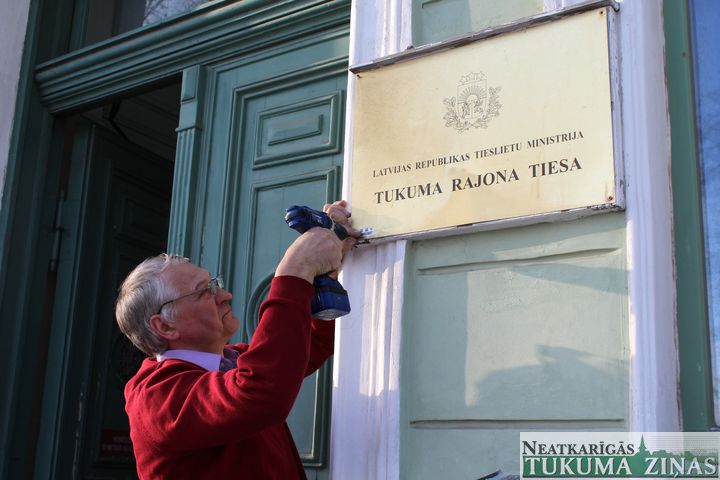 LATVIJAS REPUBLIKAS TIESLIETU MINISTRIJA
TUKUMA RAJONA TIESA
NEATKARĪGĀS
TUKUMA ZIŅAS